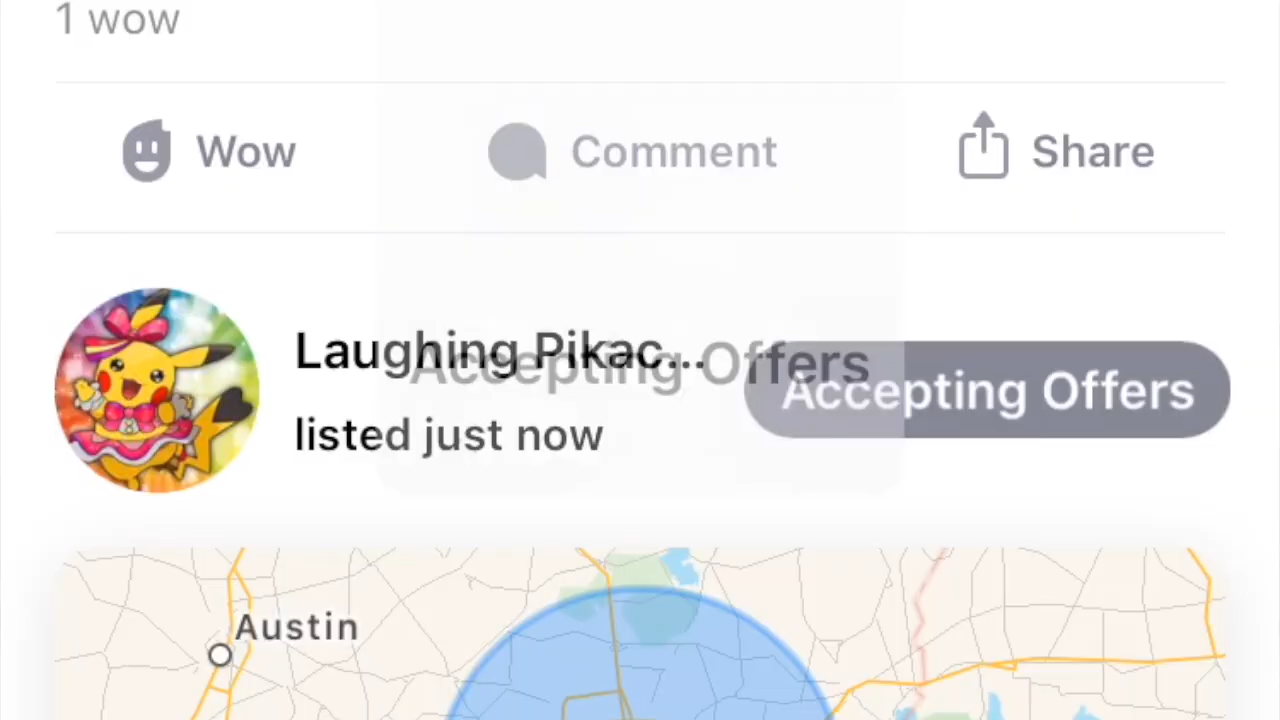 1 wow
Wow
Comment
Share
Laughing Pikac...
Accepting Offers
Accepting Offers
listed just now
Austin